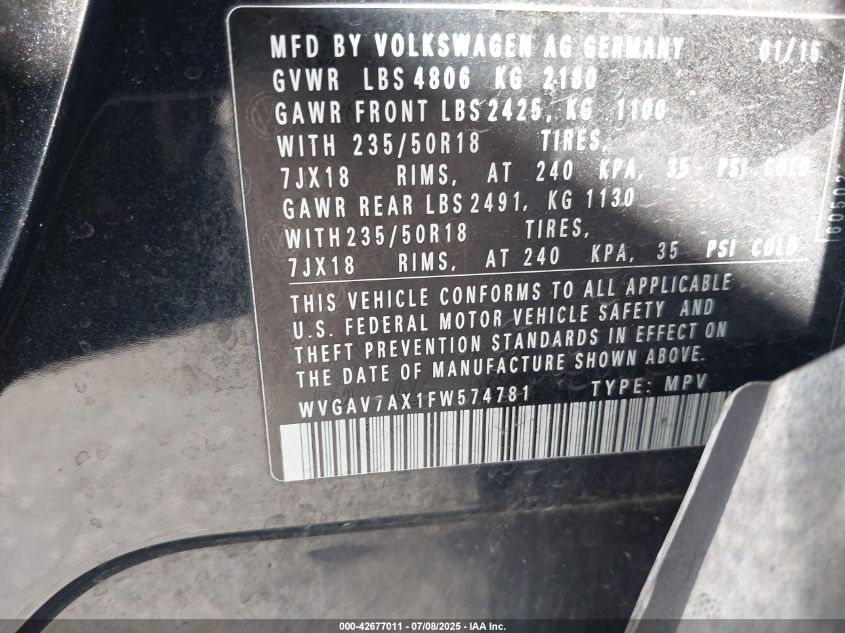 MFD BY VOLKSWAGEN AG GERMANY 01/15
GVWR LBS 4806 KG 2180
GAWR FRONT LBS 2425, KG 1100
WITH 235/50R18 TIRES,
7JX18 RIMS, AT 240 KPA, 35 PSI COLD
GAWR REAR LBS 2491, KG 1130
WITH 235/50R18 TIRES,
7JX18 RIMS, AT 240 KPA, 35 PSI COLD
THIS VEHICLE CONFORMS TO ALL APPLICABLE
U.S. FEDERAL MOTOR VEHICLE SAFETY AND
THEFT PREVENTION STANDARDS IN EFFECT ON
THE DATE OF MANUFACTURE SHOWN ABOVE.
WVGAV7AX1FW574781 TYPE: MPV
000-42677011 - 07/08/2025 - IAA Inc.